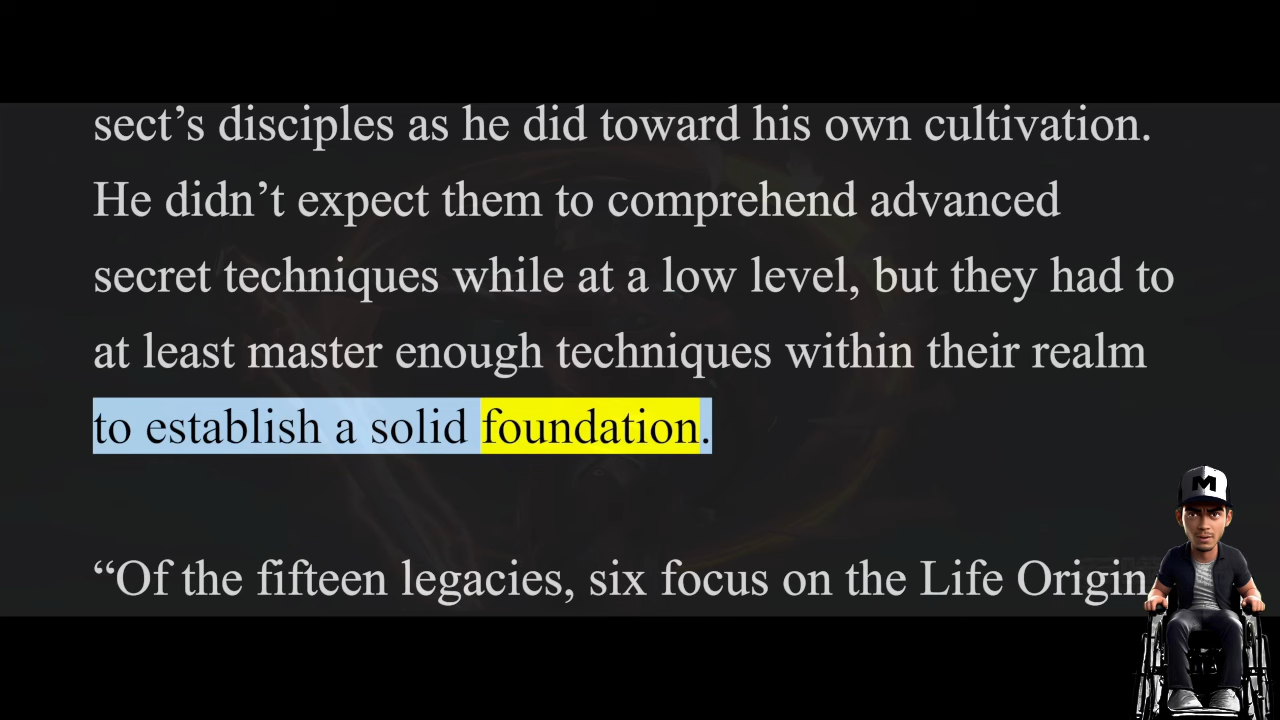 sect’s disciples as he did toward his own cultivation.
He didn’t expect them to comprehend advanced
secret techniques while at a low level, but they had to
at least master enough techniques within their realm
to establish a solid foundation.
“Of the fifteen legacies, six focus on the Life Origin
M